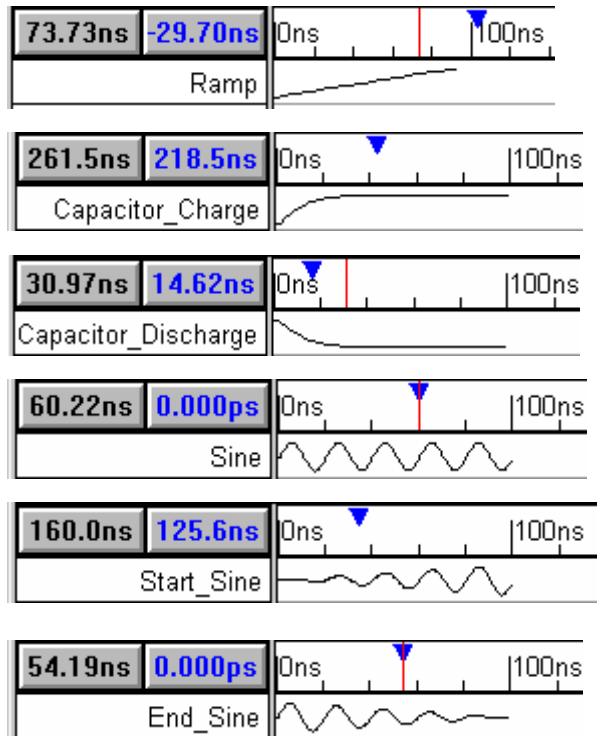 73.73ns -29.70ns 0ns 100ns
Ramp
261.5ns 218.5ns 0ns 100ns
Capacitor_Charge
30.97ns 14.62ns 0ns 100ns
Capacitor_Discharge
60.22ns 0.000ps 0ns 100ns
Sine
160.0ns 125.6ns 0ns 100ns
Start_Sine
54.19ns 0.000ps 0ns 100ns
End_Sine